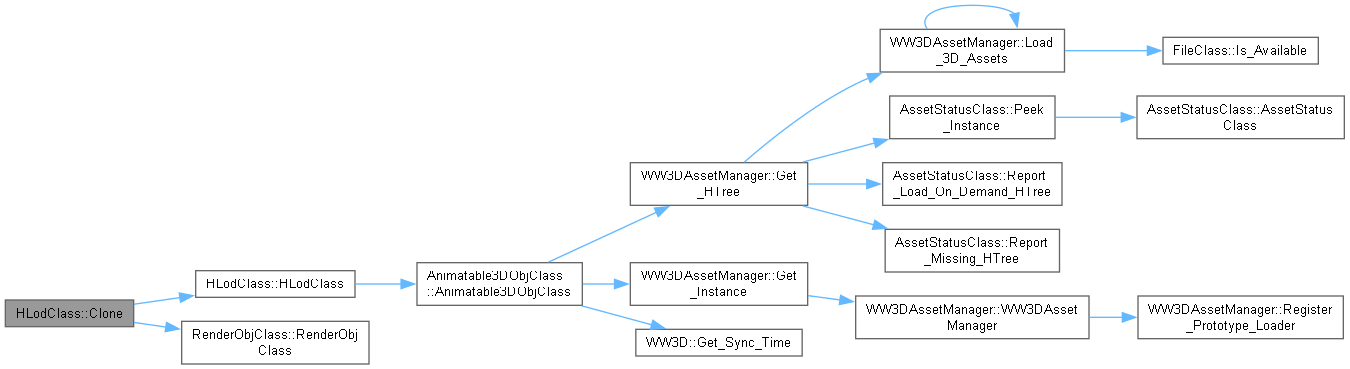 HLodClass::Clone
HLodClass::HLodClass
RenderObjClass::RenderObj
Class
Animatable3DObjClass
::Animatable3DObjClass
WW3DAssetManager::Get
_HTree
WW3DAssetManager::Get
_Instance
WW3D::Get_Sync_Time
WW3DAssetManager::Load
_3D_Assets
AssetStatusClass::Peek
_Instance
AssetStatusClass::Report
_Load_On_Demand_HTree
AssetStatusClass::Report
_Missing_HTree
WW3DAssetManager::WW3DAsset
Manager
FileClass::Is_Available
AssetStatusClass::AssetStatus
Class
WW3DAssetManager::Register
_Prototype_Loader